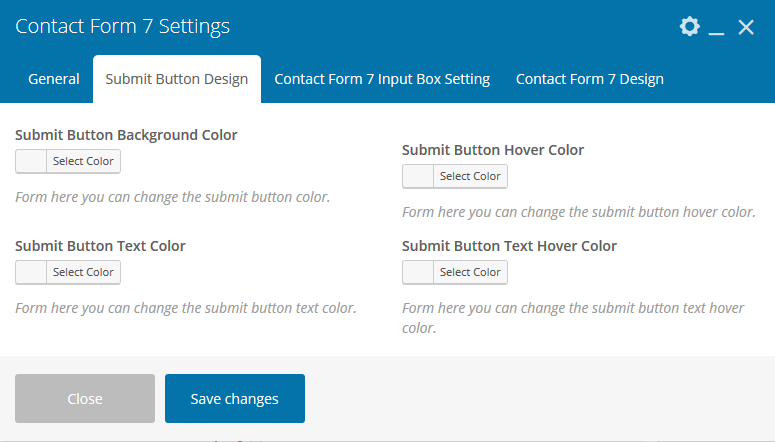 Contact Form 7 Settings
General
Submit Button Design
Contact Form 7 Input Box Setting
Contact Form 7 Design
Submit Button Background Color
Select Color
Form here you can change the submit button color.
Submit Button Hover Color
Select Color
Form here you can change the submit button hover color.
Submit Button Text Color
Select Color
Form here you can change the submit button text color.
Submit Button Text Hover Color
Select Color
Form here you can change the submit button text hover
color.
Close
Save changes